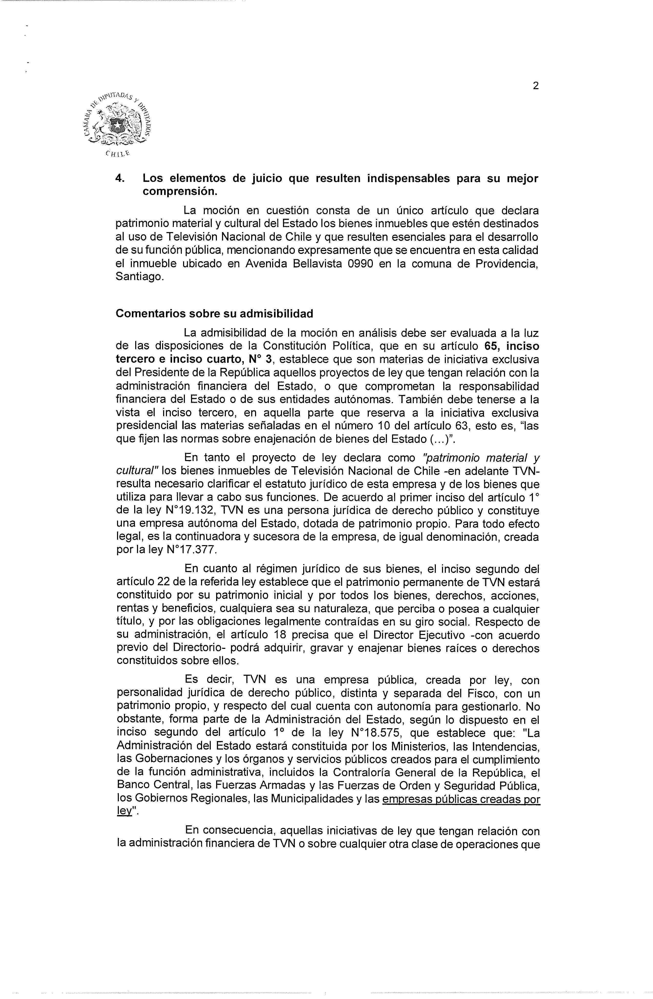 2
CÁMARA DE DIPUTADAS Y DIPUTADOS
CHILE
4. Los elementos de juicio que resulten indispensables para su mejor
comprensión.
La moción en cuestión consta de un único artículo que declara
patrimonio material y cultural del Estado los bienes inmuebles que estén destinados
al uso de Televisión Nacional de Chile y que resulten esenciales para el desarrollo
de su función pública, mencionando expresamente que se encuentra en esta calidad
el inmueble ubicado en Avenida Bellavista 0990 en la comuna de Providencia,
Santiago.
Comentarios sobre su admisibilidad
La admisibilidad de la moción en análisis debe ser evaluada a la luz
de las disposiciones de la Constitución Política, que en su artículo 65, inciso
tercero e inciso cuarto, N° 3, establece que son materias de iniciativa exclusiva
del Presidente de la República aquellos proyectos de ley que tengan relación con la
administración financiera del Estado, o que comprometan la responsabilidad
financiera del Estado o de sus entidades autónomas. También debe tenerse a la
vista el inciso tercero, en aquella parte que reserva a la iniciativa exclusiva
presidencial las materias señaladas en el número 10 del artículo 63, esto es, “las
que fijen las normas sobre enajenación de bienes del Estado (...)”.
En tanto el proyecto de ley declara como "patrimonio material y
cultural" los bienes inmuebles de Televisión Nacional de Chile -en adelante TVN-
resulta necesario clarificar el estatuto jurídico de esta empresa y de los bienes que
utiliza para llevar a cabo sus funciones. De acuerdo al primer inciso del artículo 1°
de la ley N°19.132, TVN es una persona jurídica de derecho público y constituye
una empresa autónoma del Estado, dotada de patrimonio propio. Para todo efecto
legal, es la continuadora y sucesora de la empresa, de igual denominación, creada
por la ley N°17.377.
En cuanto al régimen jurídico de sus bienes, el inciso segundo del
artículo 22 de la referida ley establece que el patrimonio permanente de TVN estará
constituido por su patrimonio inicial y por todos los bienes, derechos, acciones,
rentas y beneficios, cualquiera sea su naturaleza, que perciba o posea a cualquier
título, y por las obligaciones legalmente contraídas en su giro social. Respecto de
su administración, el artículo 18 precisa que el Director Ejecutivo -con acuerdo
previo del Directorio- podrá adquirir, gravar y enajenar bienes raíces o derechos
constituidos sobre ellos.
Es decir, TVN es una empresa pública, creada por ley, con
personalidad jurídica de derecho público, distinta y separada del Fisco, con un
patrimonio propio, y respecto del cual cuenta con autonomía para gestionarlo. No
obstante, forma parte de la Administración del Estado, según lo dispuesto en el
inciso segundo del artículo 1º de la ley N°18.575, que establece que: "La
Administración del Estado estará constituida por los Ministerios, las Intendencias,
las Gobernaciones y los órganos y servicios públicos creados para el cumplimiento
de la función administrativa, incluidos la Contraloría General de la República, el
Banco Central, las Fuerzas Armadas y las Fuerzas de Orden y Seguridad Pública,
los Gobiernos Regionales, las Municipalidades y las empresas públicas creadas por
ley".
En consecuencia, aquellas iniciativas de ley que tengan relación con
la administración financiera de TVN o sobre cualquier otra clase de operaciones que